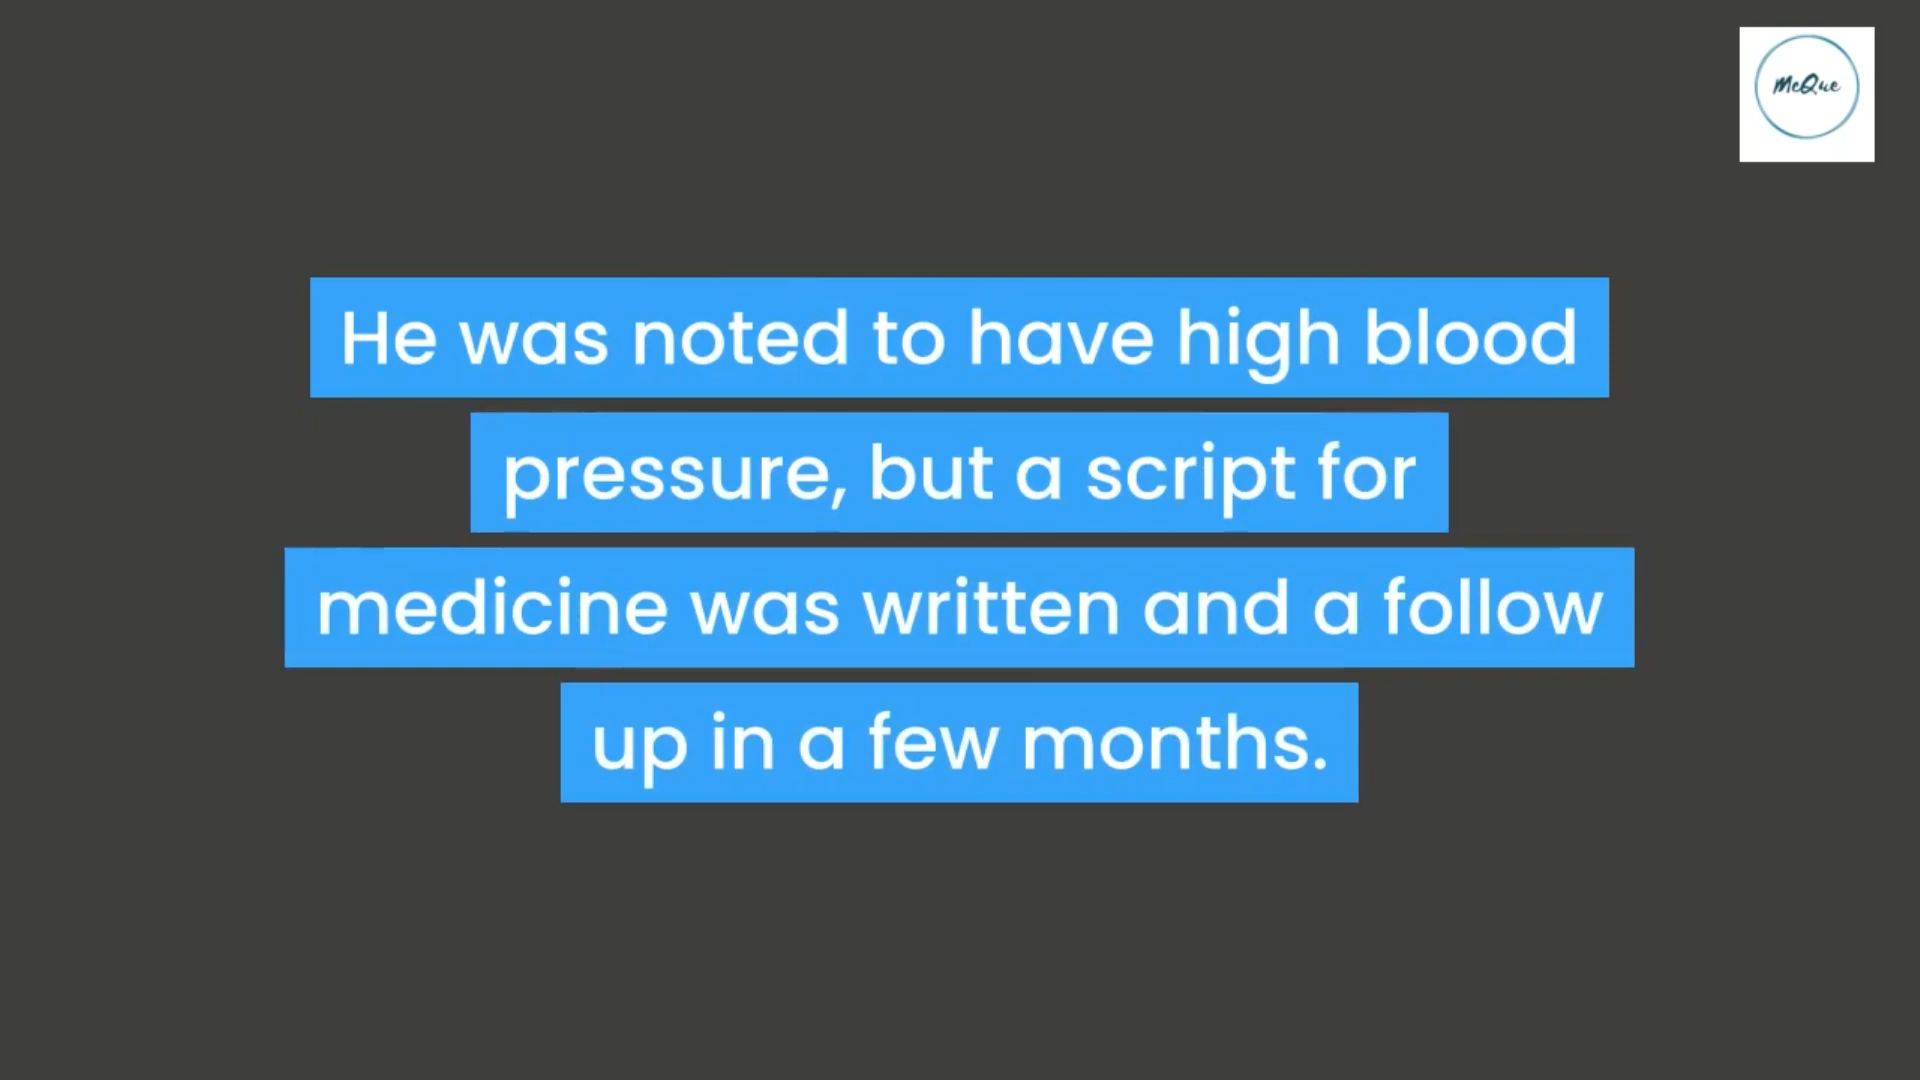 McQue
He was noted to have high blood
pressure, but a script for
medicine was written and a follow
up in a few months.